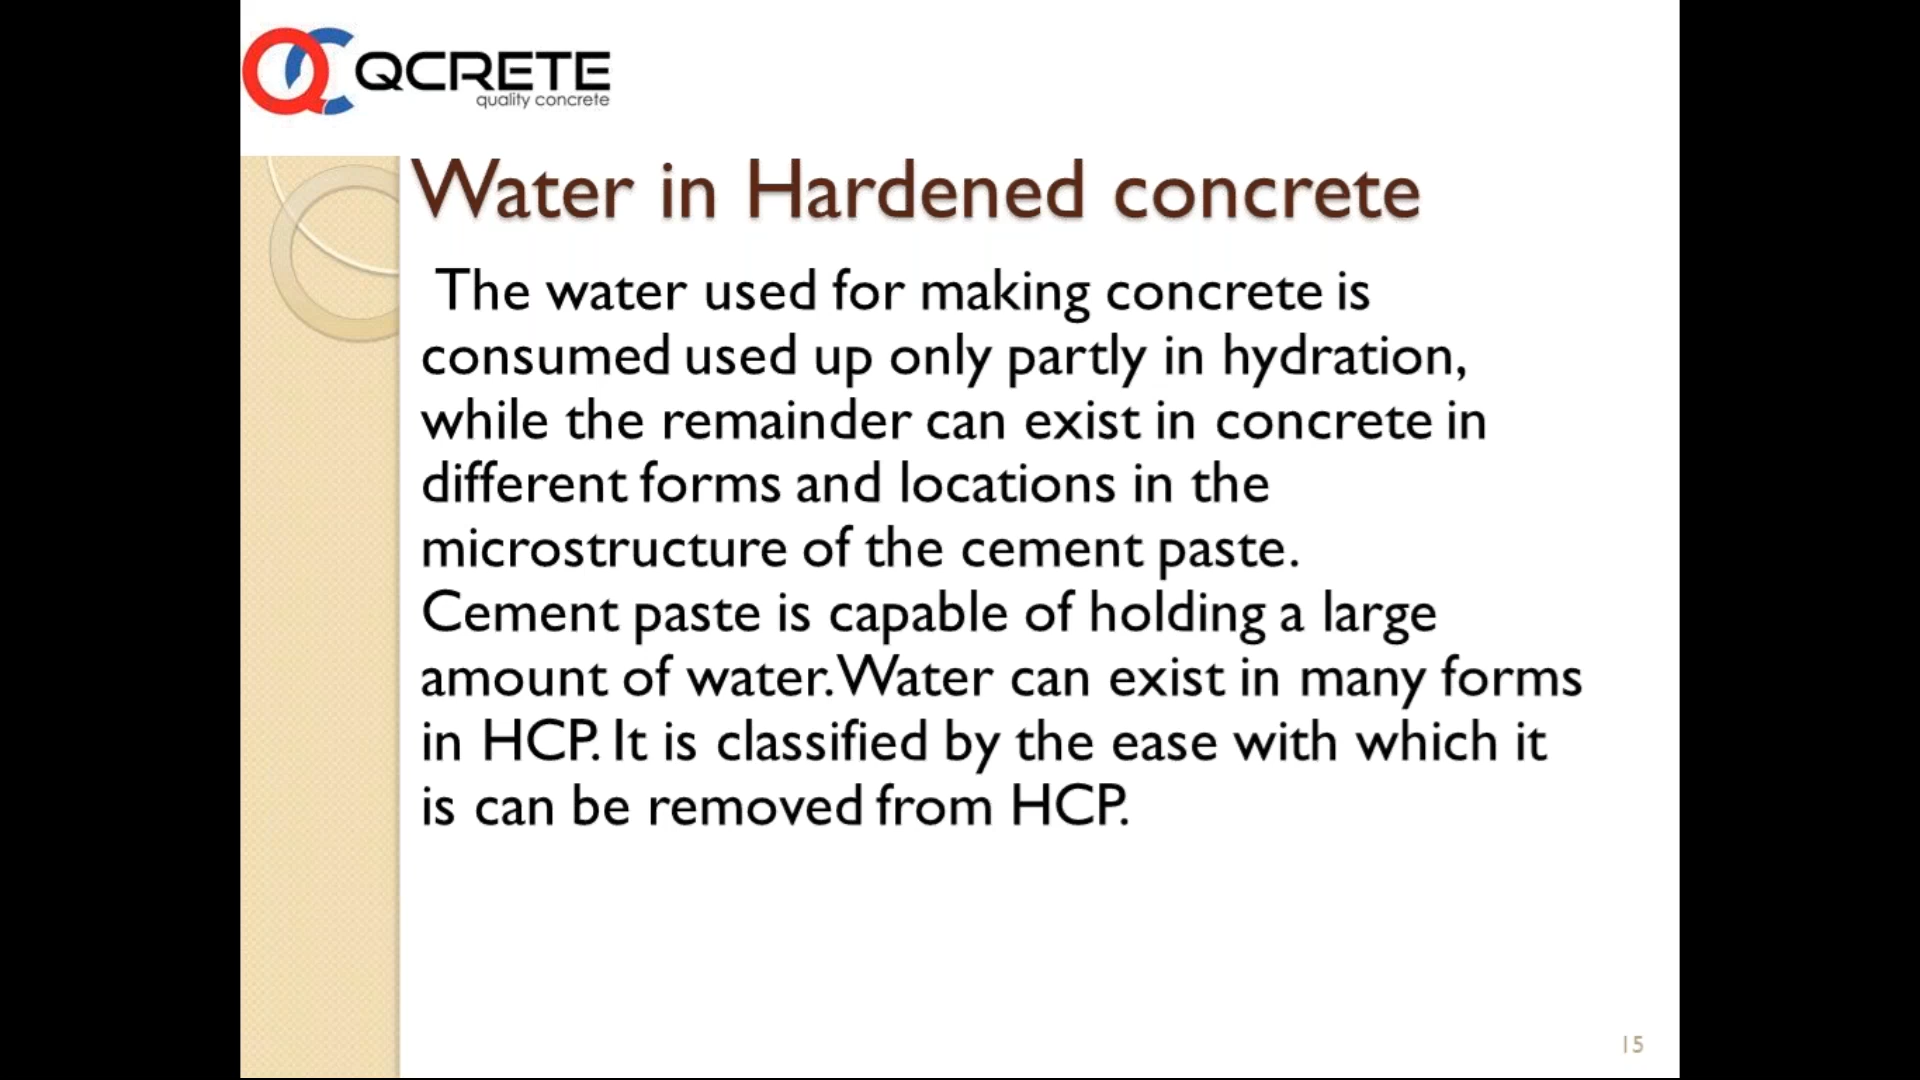 QCRETE
quality concrete
Water in Hardened concrete
The water used for making concrete is
consumed used up only partly in hydration,
while the remainder can exist in concrete in
different forms and locations in the
microstructure of the cement paste.
Cement paste is capable of holding a large
amount of water. Water can exist in many forms
in HCP. It is classified by the ease with which it
is can be removed from HCP.
15